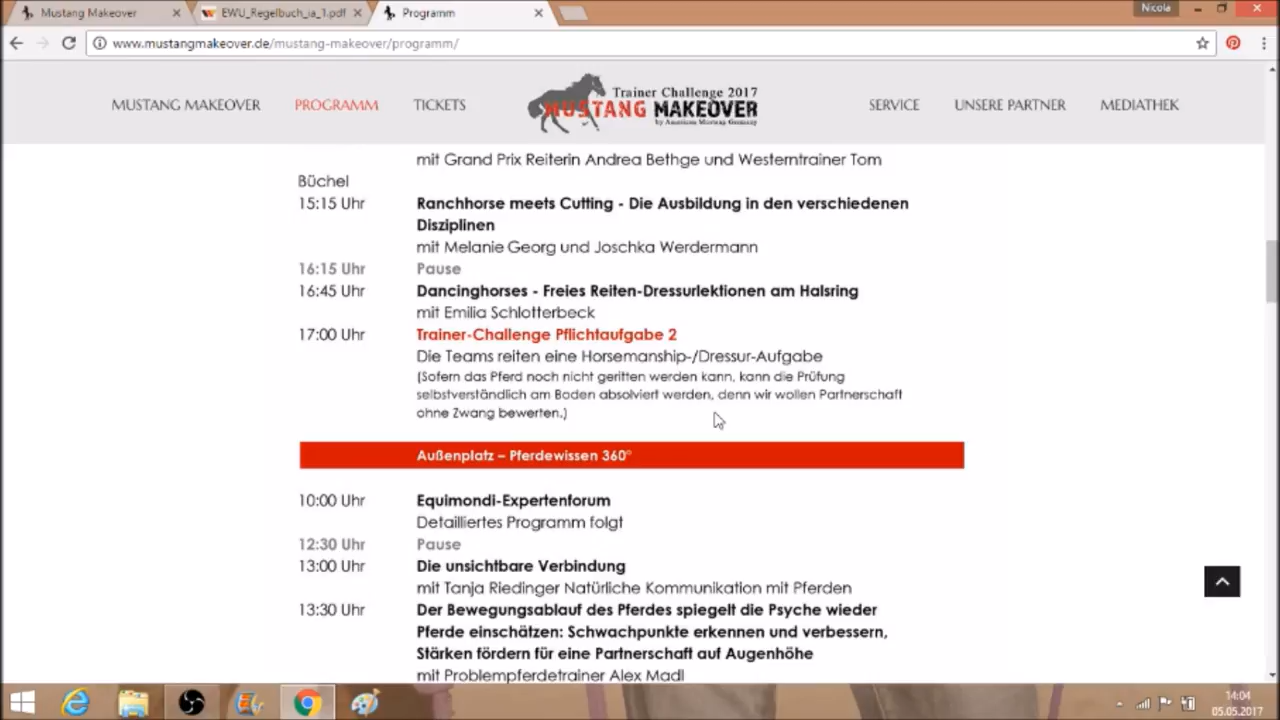 Mustang Makeover
EWU_Regelbuch_ia_1.pdf
Programm
Nicola
www.mustangmakeover.de/mustang-makeover/programm/
MUSTANG MAKEOVER
PROGRAMM
TICKETS
Trainer Challenge 2017
MUSTANG MAKEOVER
by American Mustang Germany
SERVICE
UNSERE PARTNER
MEDIATHEK
mit Grand Prix Reiterin Andrea Bethge und Westerntrainer Tom
Büchel
15:15 Uhr Ranchhorse meets Cutting - Die Ausbildung in den verschiedenen
Disziplinen
mit Melanie Georg und Joschka Werdermann
16:15 Uhr Pause
16:45 Uhr Dancinghorses - Freies Reiten-Dressurlektionen am Halsring
mit Emilia Schlotterbeck
17:00 Uhr Trainer-Challenge Pflichtaufgabe 2
Die Teams reiten eine Horsemanship-/Dressur-Aufgabe
(Sofern das Pferd noch nicht geritten werden kann, kann die Prüfung
selbstverständlich am Boden absolviert werden, denn wir wollen Partnerschaft
ohne Zwang bewerten.)
Außenplatz – Pferdewissen 360°
10:00 Uhr Equimondi-Expertenforum
Detailliertes Programm folgt
12:30 Uhr Pause
13:00 Uhr Die unsichtbare Verbindung
mit Tanja Riedinger Natürliche Kommunikation mit Pferden
13:30 Uhr Der Bewegungsablauf des Pferdes spiegelt die Psyche wieder
Pferde einschätzen: Schwachpunkte erkennen und verbessern,
Stärken fördern für eine Partnerschaft auf Augenhöhe
mit Problempferdetrainer Alex Madl
14:04
05.05.2017